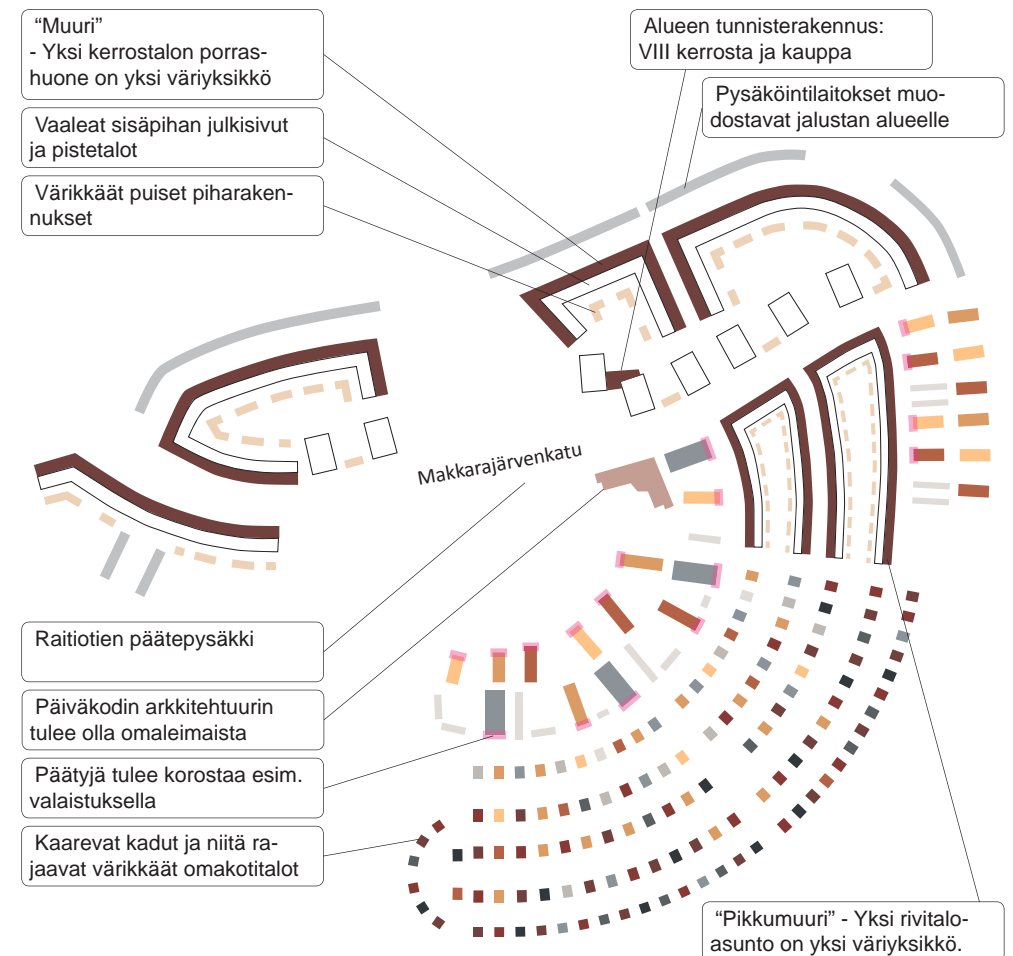 “Muuri”
- Yksi kerrostalon porras-
huone on yksi väriyksikkö
Vaaleat sisäpihan julkisivut
ja pistetalot
Värikkäät puiset piharaken-
nukset
Alueen tunnisterakennus:
VIII kerrosta ja kauppa
Pysäköintilaitokset muo-
dostavat jalustan alueelle
Makkarajärvenkatu
Raitiotien päätepysäkki
Päiväkodin arkkitehtuurin
tulee olla omaleimaista
Päätyjä tulee korostaa esim.
valaistuksella
Kaarevat kadut ja niitä ra-
jaavat värikkäät omakotitalot
“Pikkumuuri” - Yksi rivitalo-
asunto on yksi väriyksikkö.